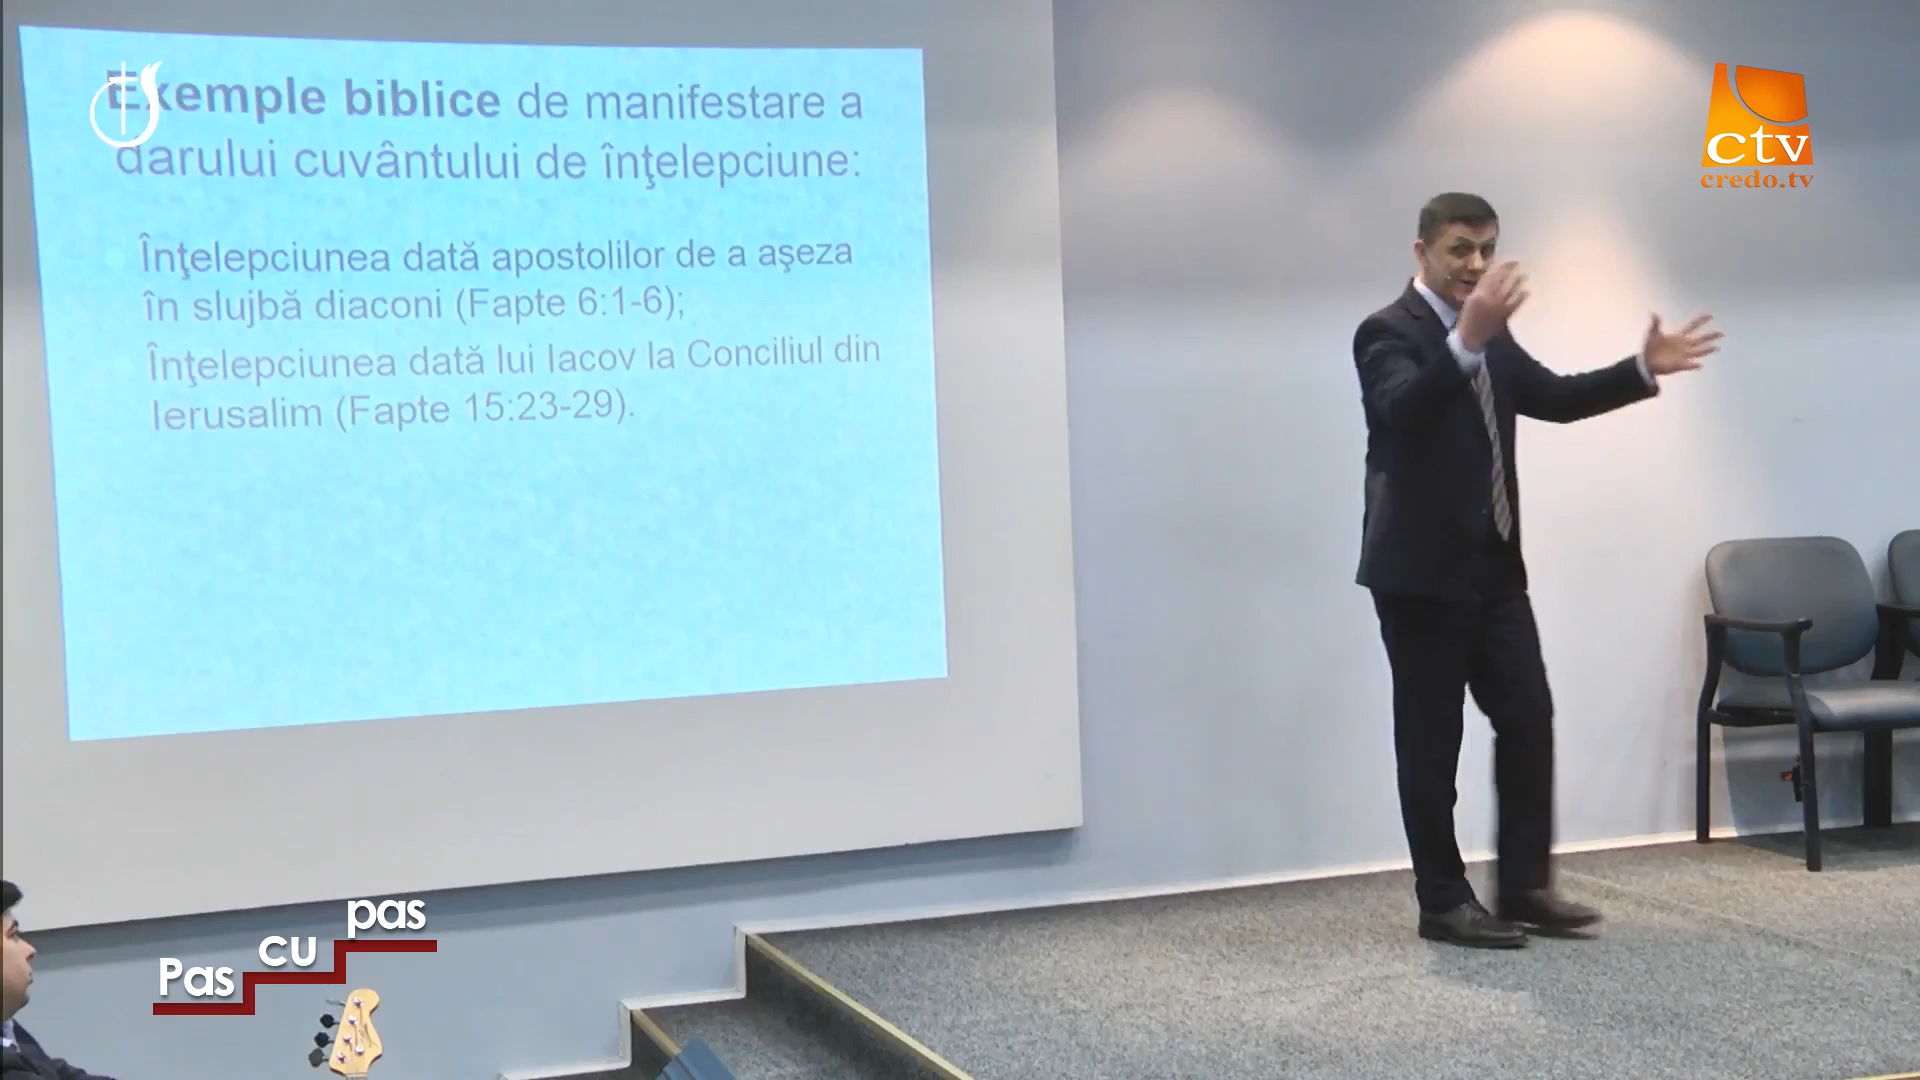 Exemple biblice de manifestare a
darului cuvântului de înţelepciune:
Înţelepciunea dată apostolilor de a aşeza
în slujbă diaconi (Fapte 6:1-6);
Înţelepciunea dată lui Iacov la Conciliul din
Ierusalim (Fapte 15:23-29).
ctv
credo.tv
Pas cu pas